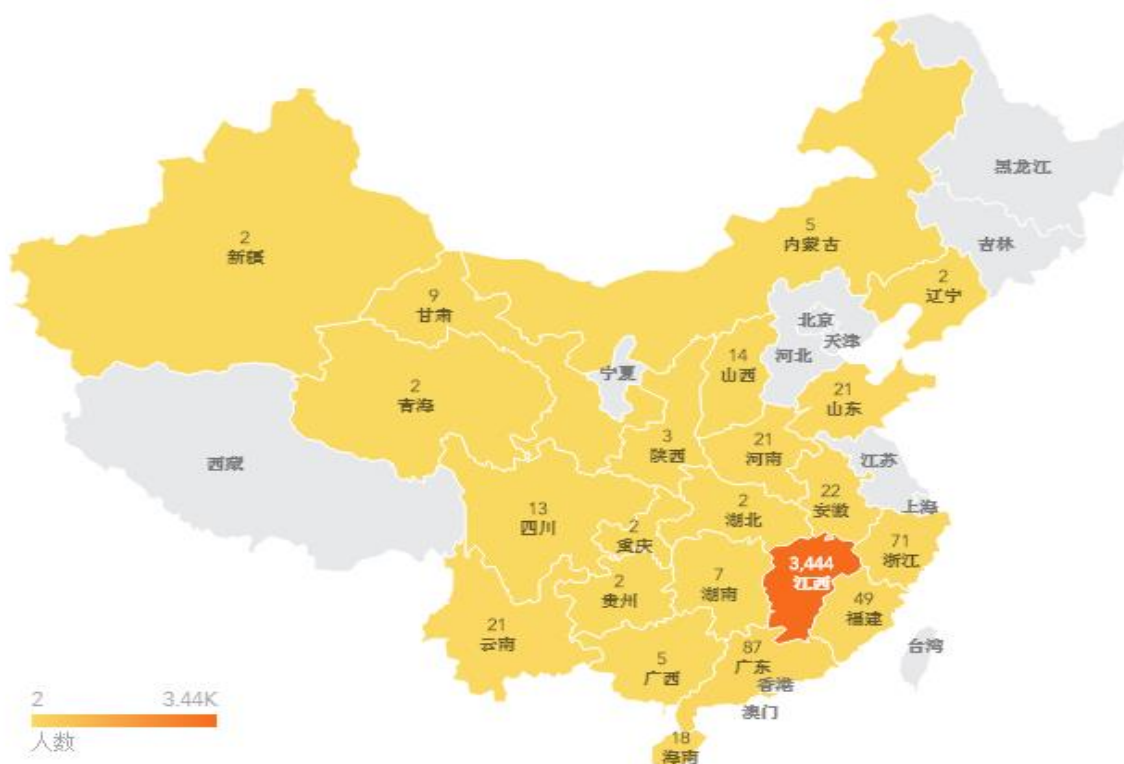 黑龙江
5
内蒙古
吉林
2
新疆
2
辽宁
9
甘肃
北京
天津
河北
14
山西
宁夏
2
青海
21
山东
3
陕西
21
河南
江苏
西藏
22
安徽
上海
13
四川
2
重庆
2
湖北
71
浙江
3,444
江西
7
湖南
2
贵州
49
福建
21
云南
5
广西
87
广东
台湾
香港
澳门
18
海南
2
3.44K
人数